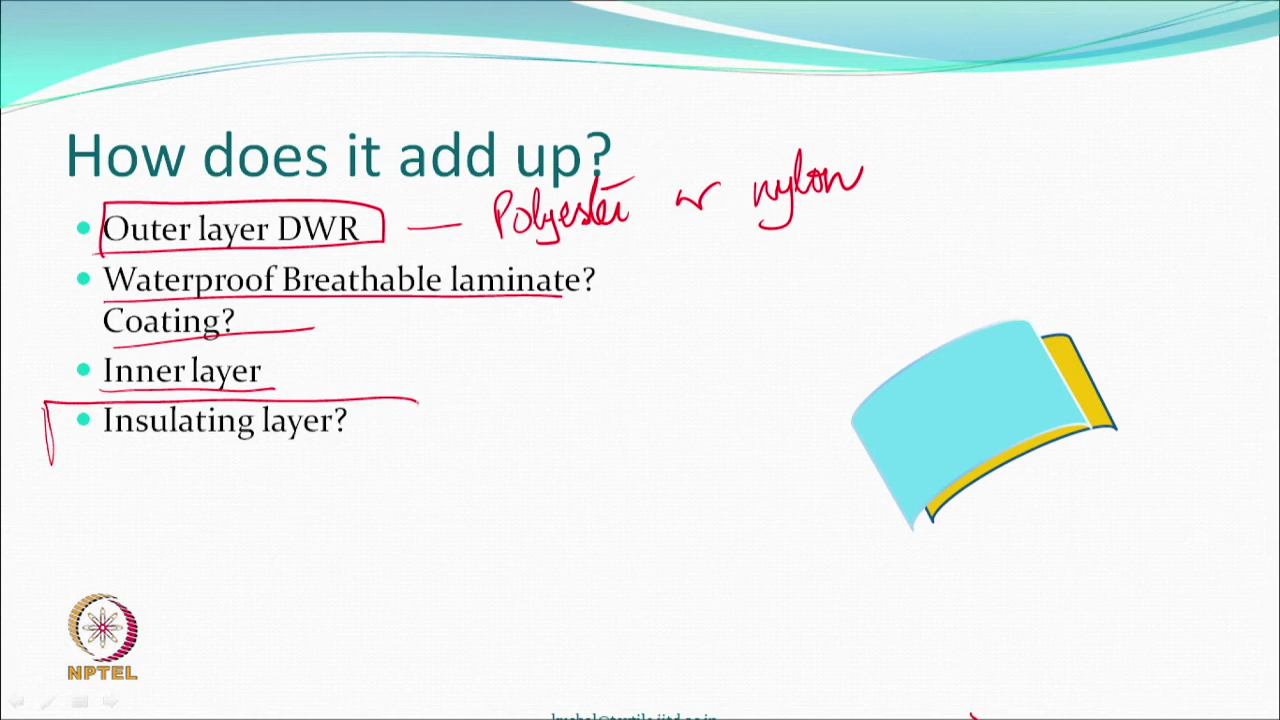 How does it add up?
Outer layer DWR — Polyester or nylon
Waterproof Breathable laminate?
Coating?
Inner layer
Insulating layer?
NPTEL